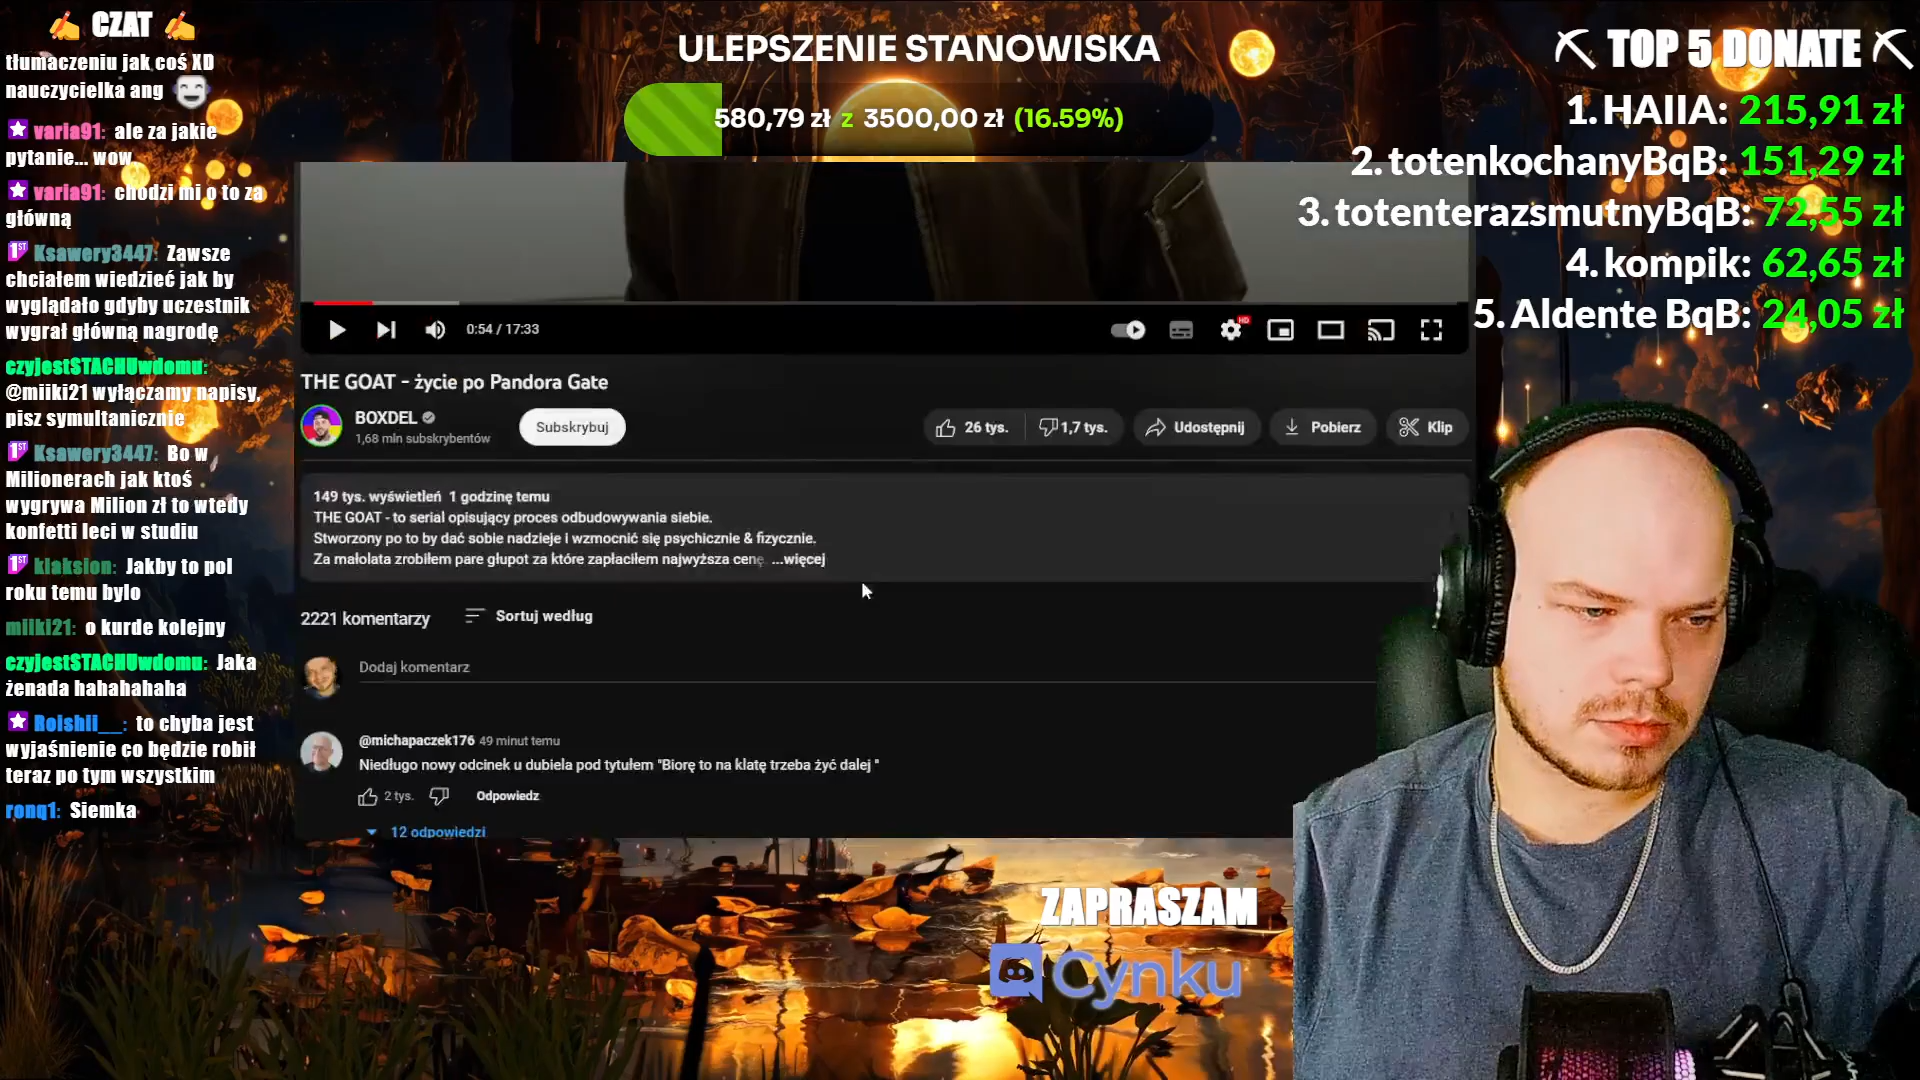 ✍ CZAT ✍
tłumaczeniu jak coś XD
nauczycielka ang
varia91: ale za jakie
pytanie... wow
varia91: chodzi mi o to za
główną
1ST Ksawery3447: Zawsze
chciałem wiedzieć jak by
wyglądało gdyby uczestnik
wygrał główną nagrodę
czyjestSTACHUwdomu:
@miiki21 wyłączamy napisy,
pisz symultanicznie
1ST Ksawery3447: Bo w
Milionerach jak ktoś
wygrywa Milion zł to wtedy
konfetti leci w studiu
1ST klaksion: Jakby to pol
roku temu bylo
miiki21: o kurde kolejny
czyjestSTACHUwdomu: Jaka
żenada hahahahaha
Roishii__: to chyba jest
wyjaśnienie co będzie robił
teraz po tym wszystkim
ronq1: Siemka
ULEPSZENIE STANOWISKA
580,79 zł z 3500,00 zł (16.59%)
TOP 5 DONATE
1. HAIIA: 215,91 zł
2. totenkochanyBqB: 151,29 zł
3. totenterazsmutnyBqB: 72,55 zł
4. kompik: 62,65 zł
5. Aldente BqB: 24,05 zł
0:54 / 17:33
HD
THE GOAT - życie po Pandora Gate
BOXDEL
1,68 mln subskrybentów
Subskrybuj
26 tys.
1,7 tys.
Udostępnij
Pobierz
Klip
149 tys. wyświetleń 1 godzinę temu
THE GOAT - to serial opisujący proces odbudowywania siebie.
Stworzony po to by dać sobie nadzieje i wzmocnić się psychicznie & fizycznie.
Za małolata zrobiłem pare głupot za które zapłaciłem najwyższa cenę. ...więcej
2221 komentarzy
Sortuj według
Dodaj komentarz
@michapaczek176 49 minut temu
Niedługo nowy odcinek u dubiela pod tytułem "Biorę to na klatę trzeba żyć dalej "
2 tys.
Odpowiedz
12 odpowiedzi
ZAPRASZAM
Cynku